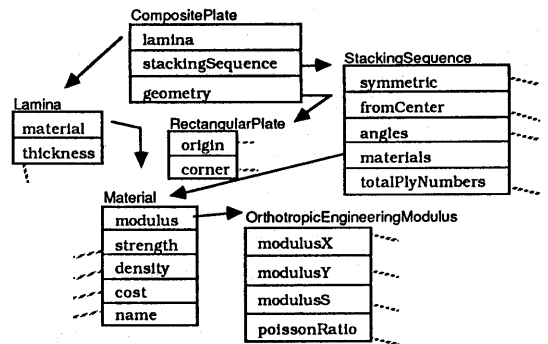 CompositePlate
lamina
stackingSequence
geometry
StackingSequence
symmetric
fromCenter
angles
materials
totalPlyNumbers
Lamina
material
thickness
RectangularPlate
origin
corner
Material
modulus
strength
density
cost
name
OrthotropicEngineeringModulus
modulusX
modulusY
modulusS
poissonRatio